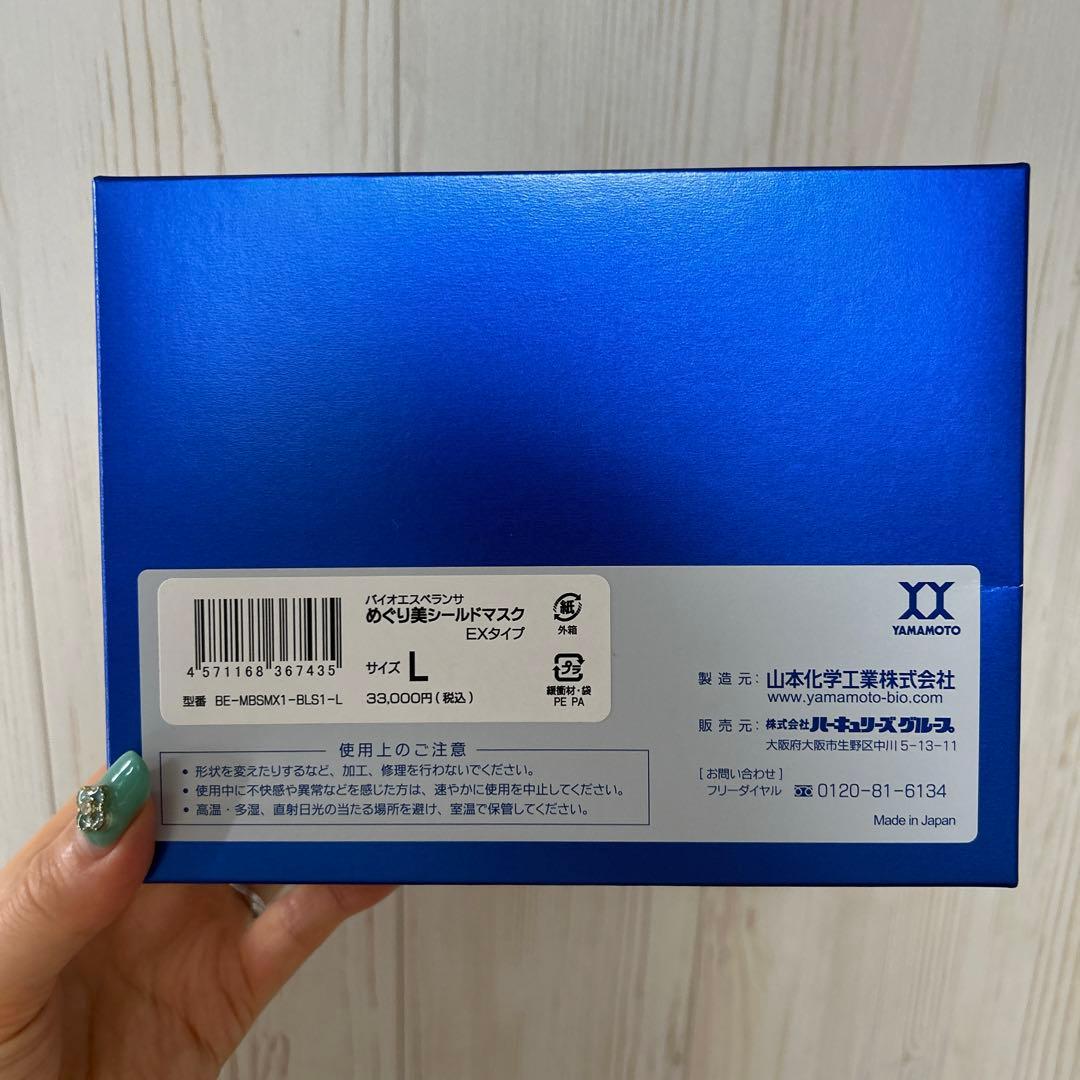 バイオエスペランサ
めぐり美シールドマスク
EXタイプ
サイズ L
33,000円(税込)
4 571168 367435
型番 BE-MBSMX1-BLS1-L
紙
外箱
プラ
緩衝材・袋
PE PA
使用上のご注意
• 形状を変えたりするなど、加工、修理を行わないでください。
• 使用中に不快感や異常などを感じた方は、速やかに使用を中止してください。
• 高温・多湿、直射日光の当たる場所を避け、室温で保管してください。
YAMAMOTO
製造元: 山本化学工業株式会社
www.yamamoto-bio.com
販売元: 株式会社ハーキュリーズグループ
大阪府大阪市生野区中川5-13-11
[お問い合わせ]
フリーダイヤル 0120-81-6134
Made in Japan